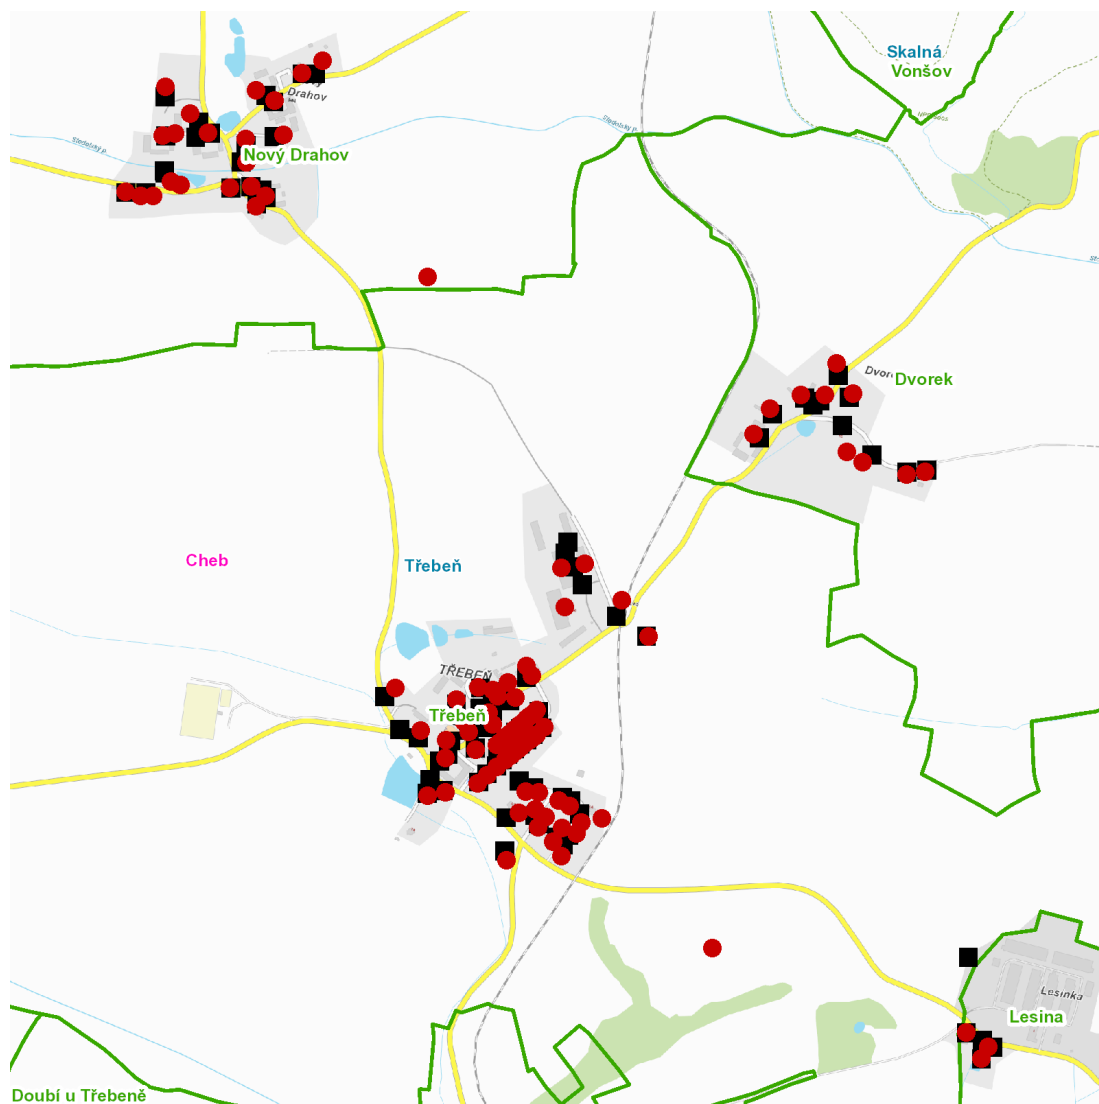 Skalná
Vonšov
Drahov
Nový Drahov
Dvorek
Cheb
Třebeň
TŘEBEŇ
Třebeň
Lesinka
Lesina
Doubí u Třebeně